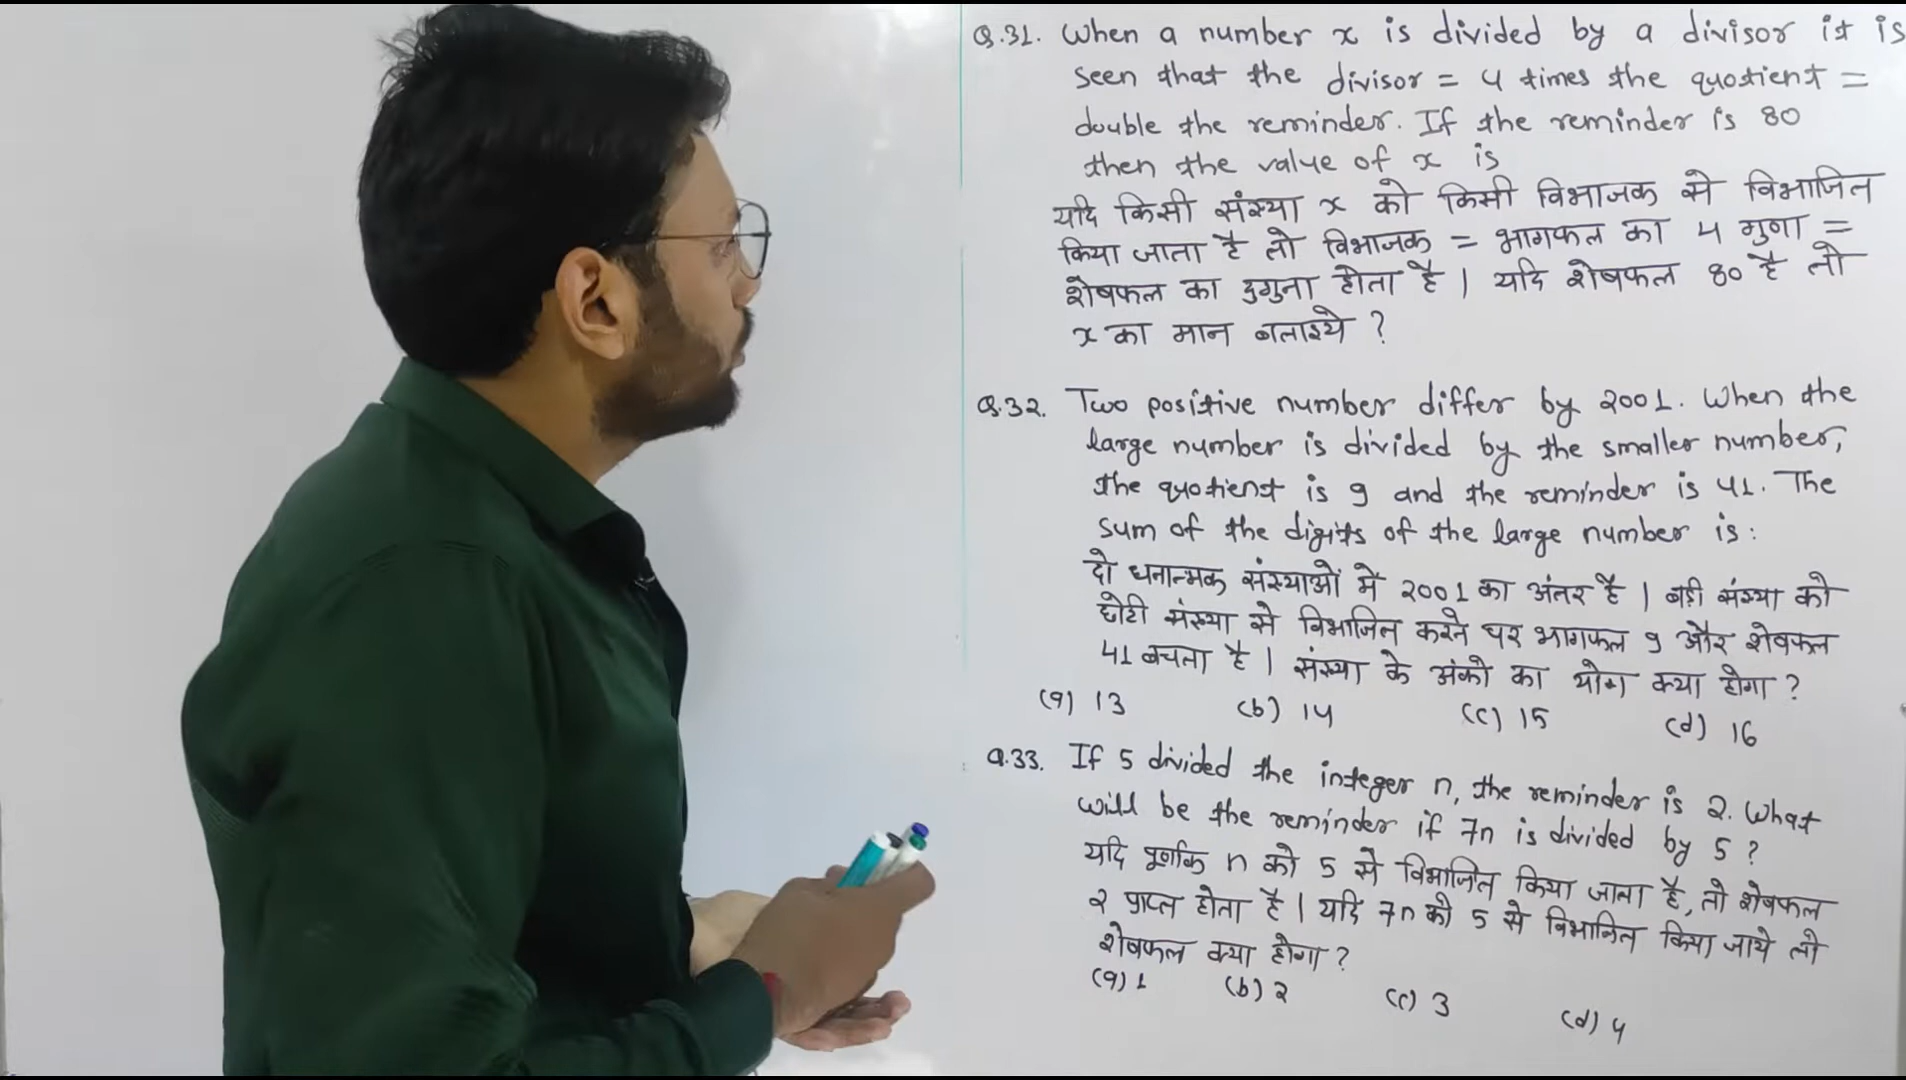 Q.31. When a number x is divided by a divisor it is
seen that the divisor = 4 times the quotient =
double the reminder. If the reminder is 80
then the value of x is
यदि किसी संख्या x को किसी विभाजक से विभाजित
किया जाता है तो विभाजक = भागफल का 4 गुणा =
शेषफल का दुगुना होता है | यदि शेषफल 80 है तो
x का मान बताइये ?
Q.32. Two positive number differ by 2001. When the
large number is divided by the smaller number,
the quotient is 9 and the reminder is 41. The
sum of the digits of the large number is:
दो धनात्मक संख्याओं में 2001 का अंतर है | बड़ी संख्या को
छोटी संख्या से विभाजित करने पर भागफल 9 और शेषफल
41 बचता है | संख्या के अंको का योग क्या होगा ?
(a) 13 (b) 14 (c) 15 (d) 16
Q.33. If 5 divided the integer n, the reminder is 2. What
will be the reminder if 7n is divided by 5 ?
यदि पूर्णांक n को 5 से विभाजित किया जाता है, तो शेषफल
2 प्राप्त होता है | यदि 7n को 5 से विभाजित किया जाये तो
शेषफल क्या होगा ?
(a) 1 (b) 2 (c) 3 (d) 4